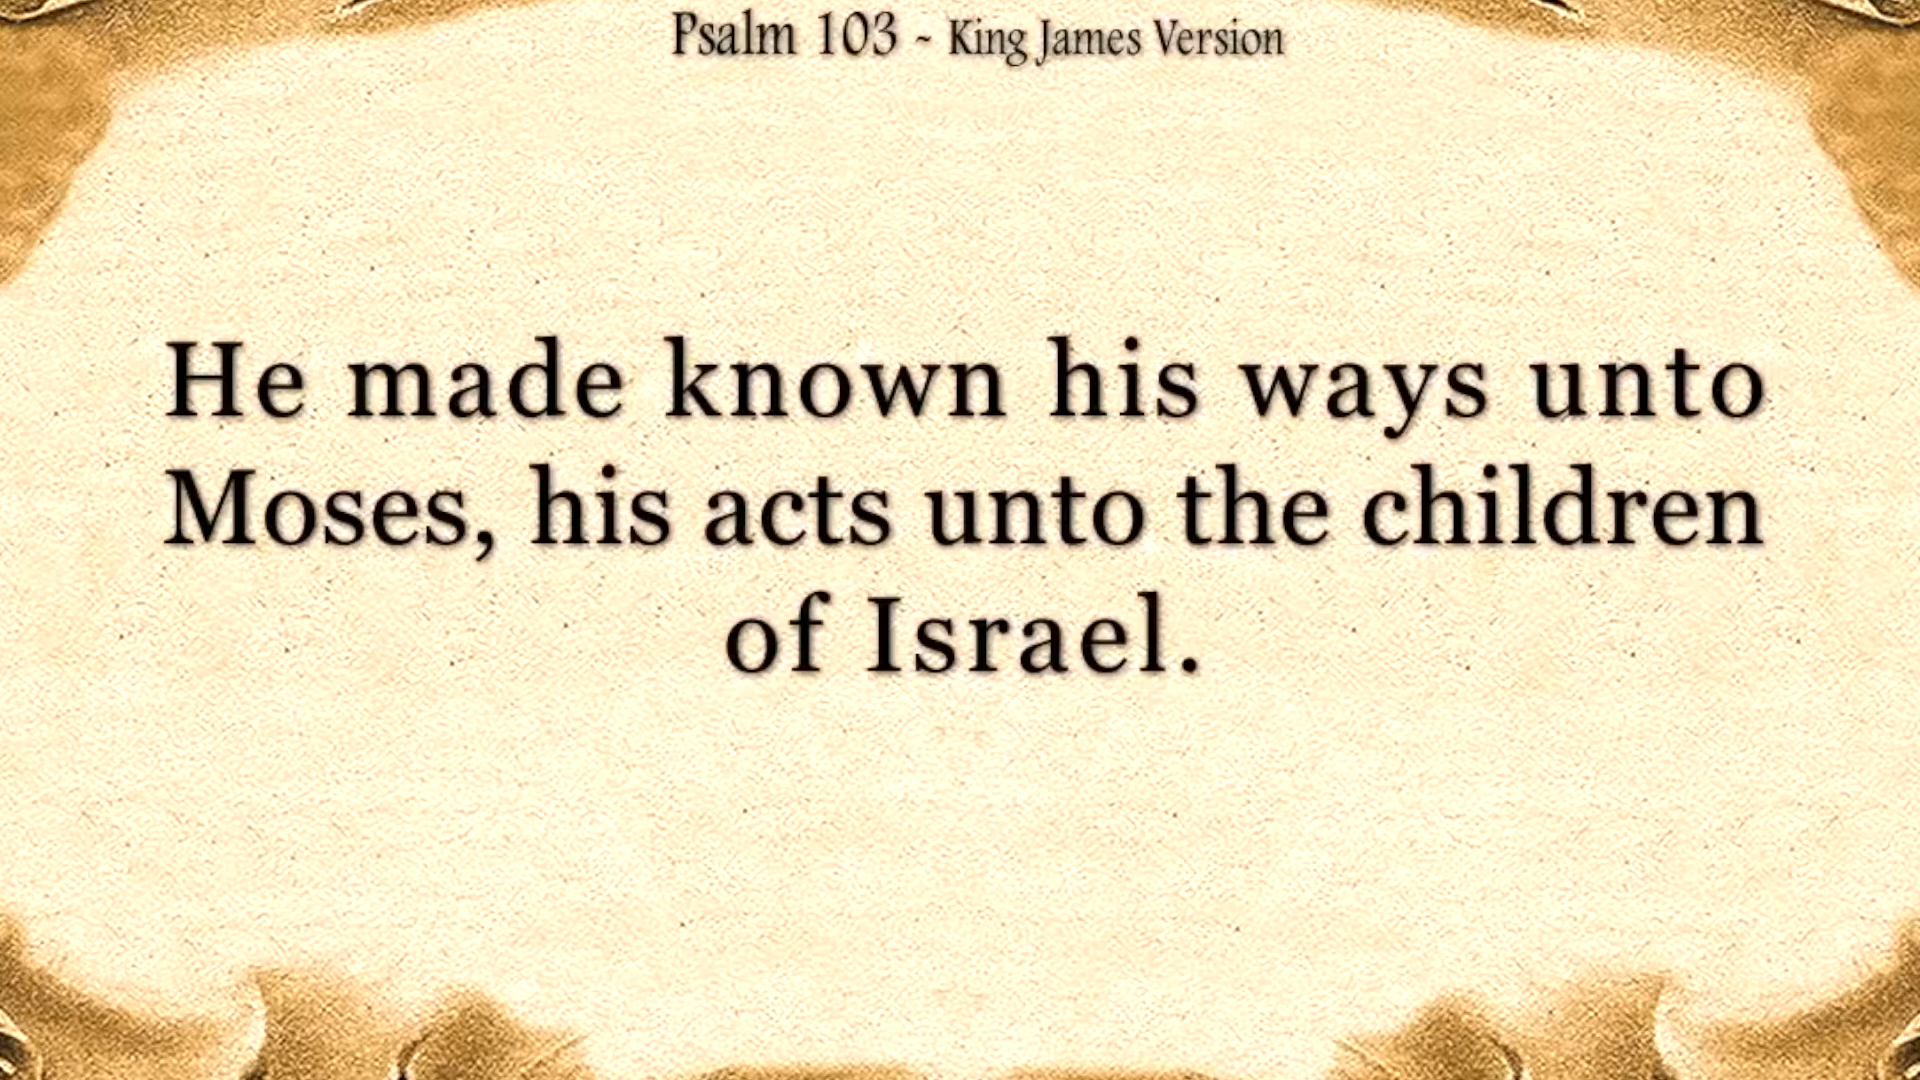 Psalm 103 ~ King James Version
He made known his ways unto
Moses, his acts unto the children
of Israel.